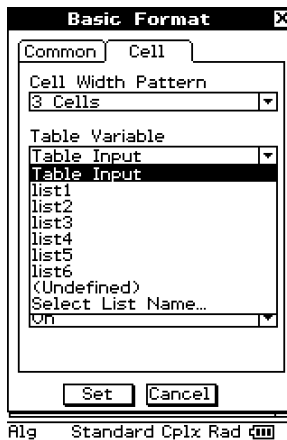 Basic Format
Common Cell
Cell Width Pattern
3 Cells
Table Variable
Table Input
Table Input
list1
list2
list3
list4
list5
list6
(Undefined)
Select List Name...
On
Set Cancel
Alg Standard Cplx Rad